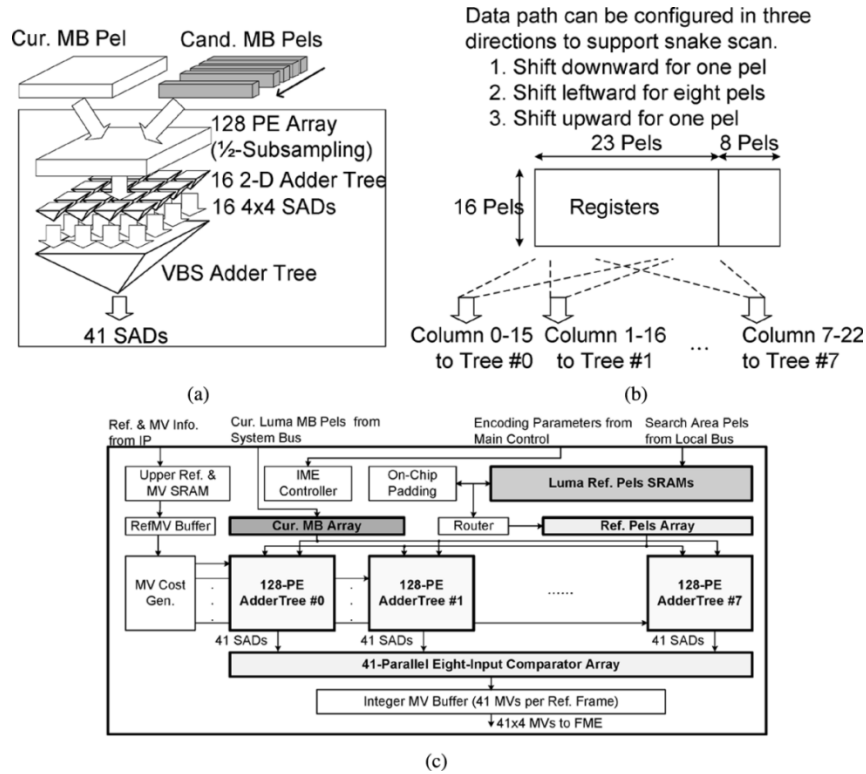 Cur. MB Pel
Cand. MB Pels
128 PE Array
(½-Subsampling)
16 2-D Adder Tree
16 4x4 SADs
VBS Adder Tree
41 SADs
(a)
Data path can be configured in three
directions to support snake scan.
1. Shift downward for one pel
2. Shift leftward for eight pels
3. Shift upward for one pel
23 Pels
8 Pels
16 Pels
Registers
Column 0-15
to Tree #0
Column 1-16
to Tree #1
...
Column 7-22
to Tree #7
(b)
Ref. & MV Info.
from IP
Cur. Luma MB Pels from
System Bus
Encoding Parameters from
Main Control
Search Area Pels
from Local Bus
Upper Ref. &
MV SRAM
IME
Controller
On-Chip
Padding
Luma Ref. Pels SRAMs
RefMV Buffer
Cur. MB Array
Router
Ref. Pels Array
MV Cost
Gen.
128-PE
AdderTree #0
128-PE
AdderTree #1
......
128-PE
AdderTree #7
41 SADs
41 SADs
41 SADs
41-Parallel Eight-Input Comparator Array
Integer MV Buffer (41 MVs per Ref. Frame)
41x4 MVs to FME
(c)